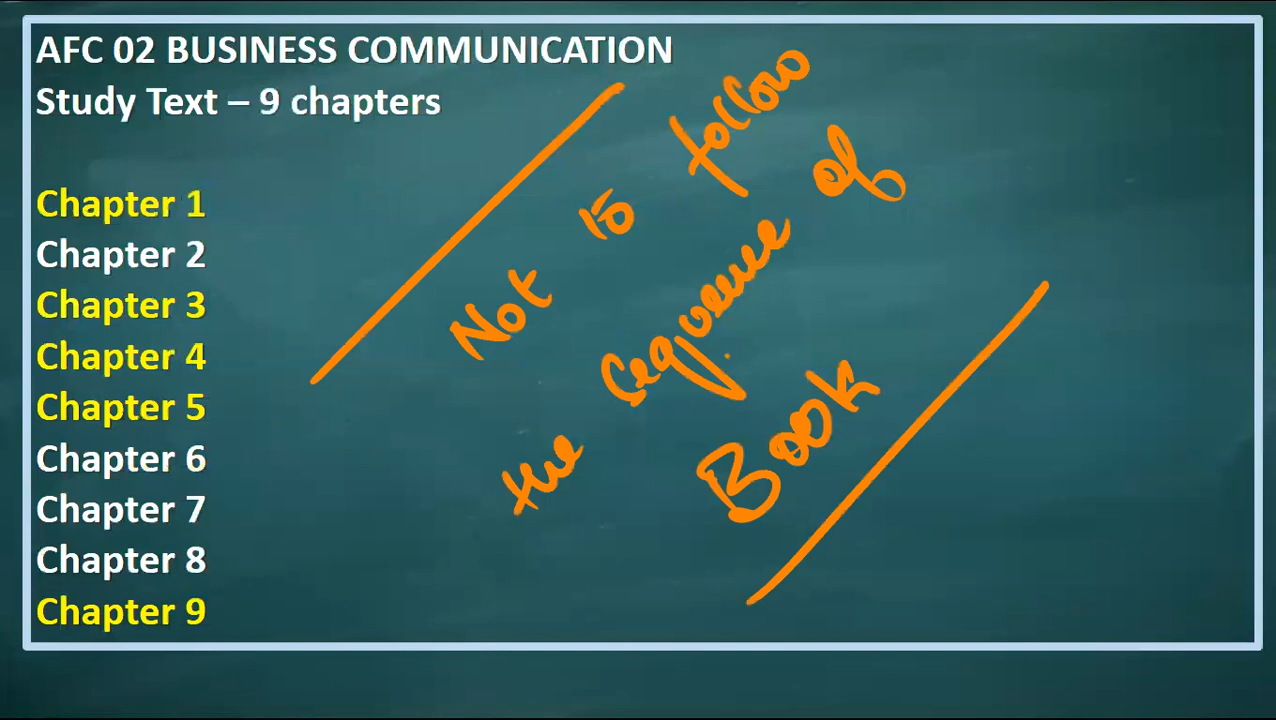 AFC 02 BUSINESS COMMUNICATION
Study Text – 9 chapters
Chapter 1
Chapter 2
Chapter 3
Chapter 4
Chapter 5
Chapter 6
Chapter 7
Chapter 8
Chapter 9
Not to follow
the sequence of
Book